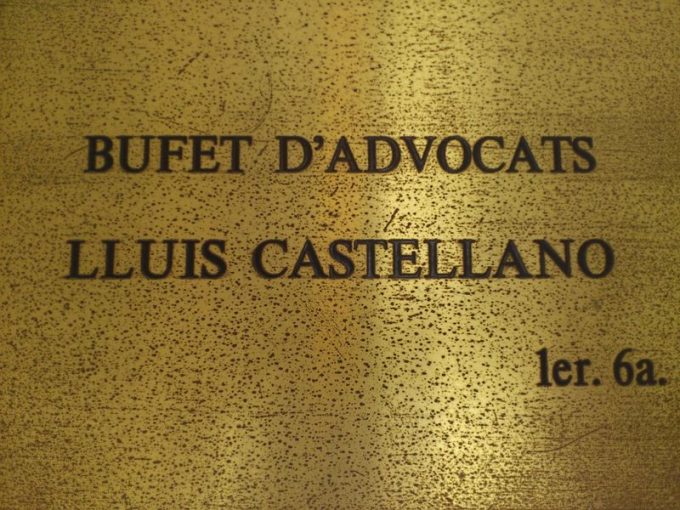 BUFET D'ADVOCATS
LLUIS CASTELLANO
1er. 6a.